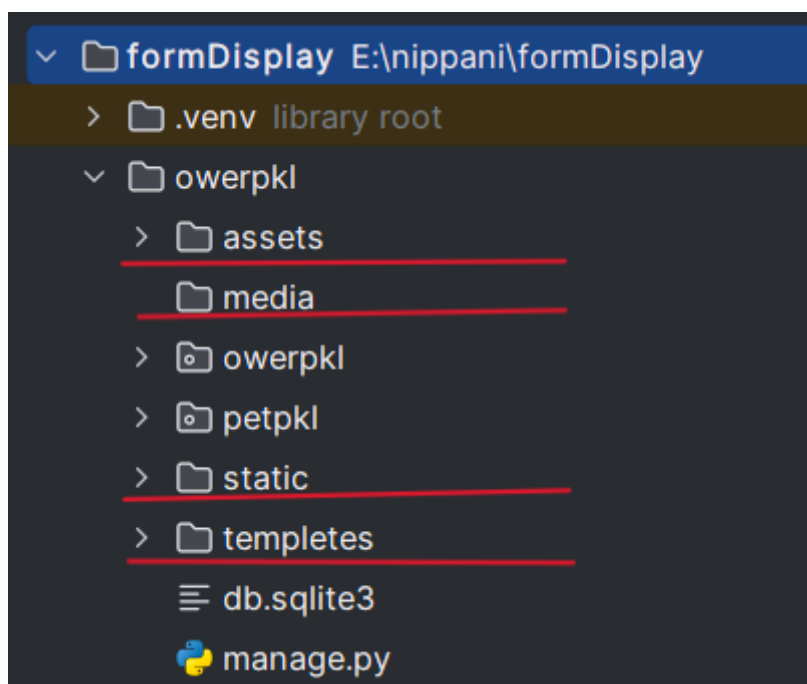 formDisplay E:\nippani\formDisplay
.venv library root
owerpkl
assets
media
owerpkl
petpkl
static
templetes
db.sqlite3
manage.py